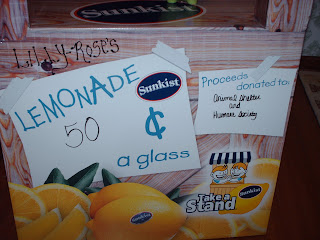 Sunkist
Lilly-Rose's
LEMONADE
Sunkist
50 ¢
a glass
Proceeds
donated to:
Animal Shelter
and
Humane Society
Take a
Stand
Sunkist